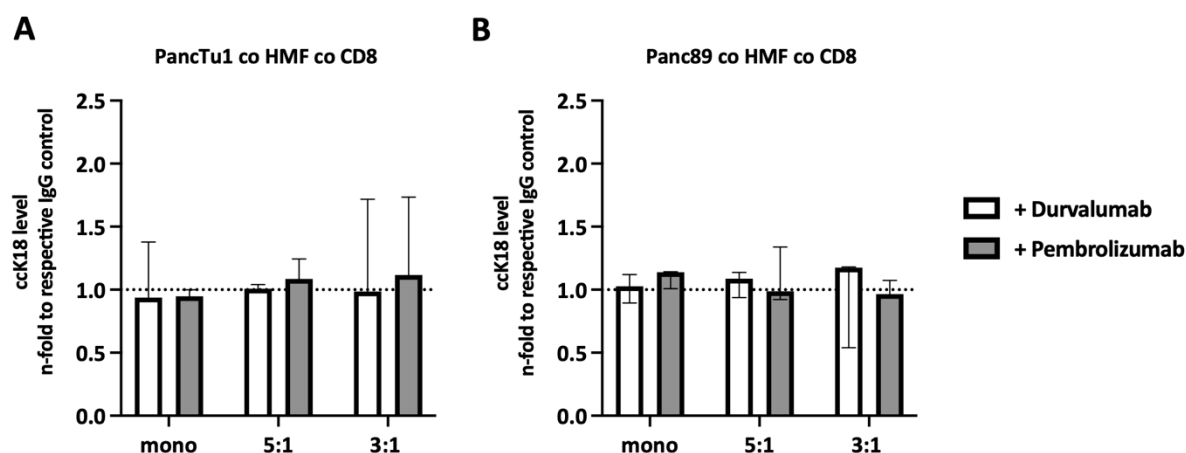 A
PancTu1 co HMF co CD8
ccK18 level
n-fold to respective IgG control
2.5
2.0
1.5
1.0
0.5
0.0
mono 5:1 3:1
B
Panc89 co HMF co CD8
ccK18 level
n-fold to respective IgG control
2.5
2.0
1.5
1.0
0.5
0.0
mono 5:1 3:1
+ Durvalumab
+ Pembrolizumab